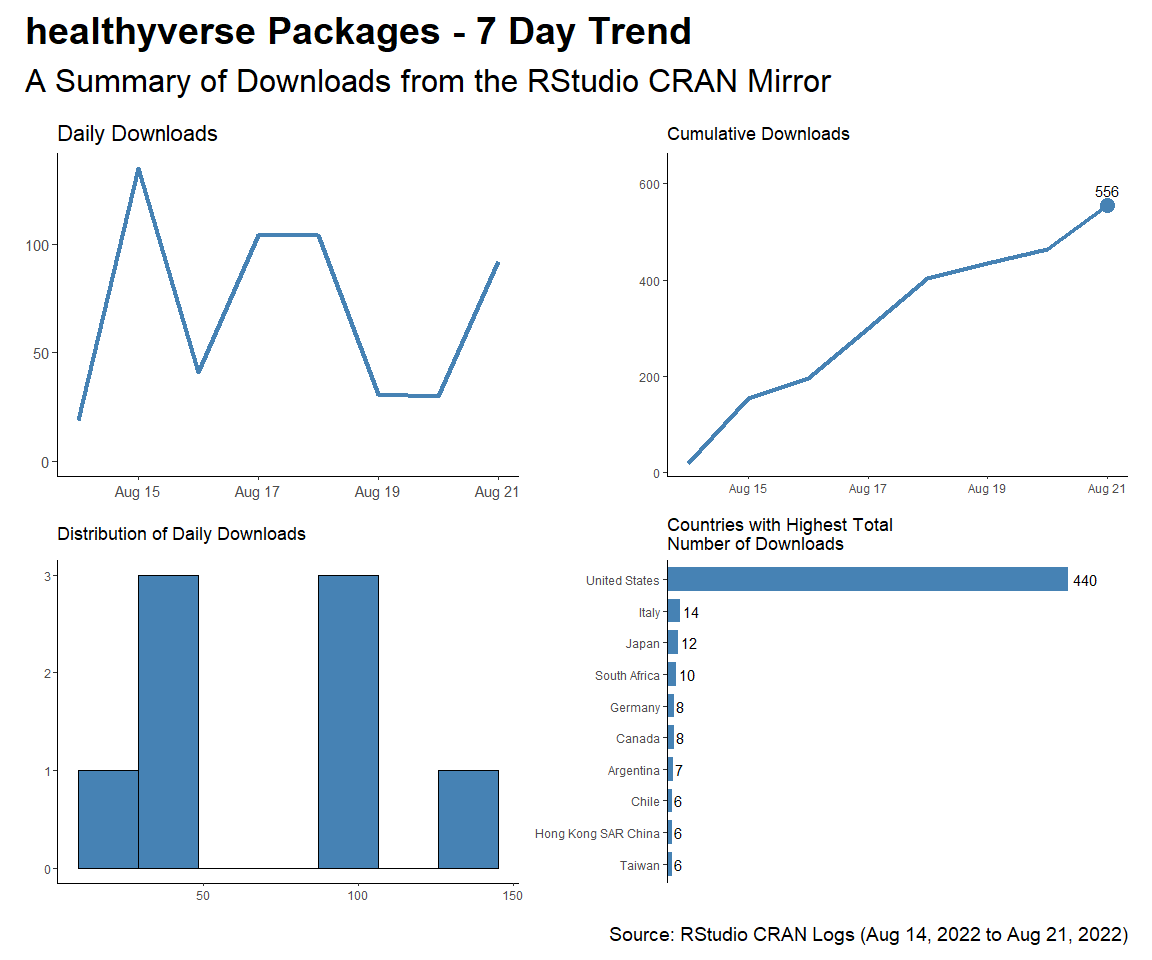 healthyverse Packages - 7 Day Trend
A Summary of Downloads from the RStudio CRAN Mirror
Daily Downloads
100
50
0
Aug 15 Aug 17 Aug 19 Aug 21
Cumulative Downloads
600
400
200
0
556
Aug 15 Aug 17 Aug 19 Aug 21
Distribution of Daily Downloads
3
2
1
0
50 100 150
Countries with Highest Total
Number of Downloads
United States 440
Italy 14
Japan 12
South Africa 10
Germany 8
Canada 8
Argentina 7
Chile 6
Hong Kong SAR China 6
Taiwan 6
Source: RStudio CRAN Logs (Aug 14, 2022 to Aug 21, 2022)